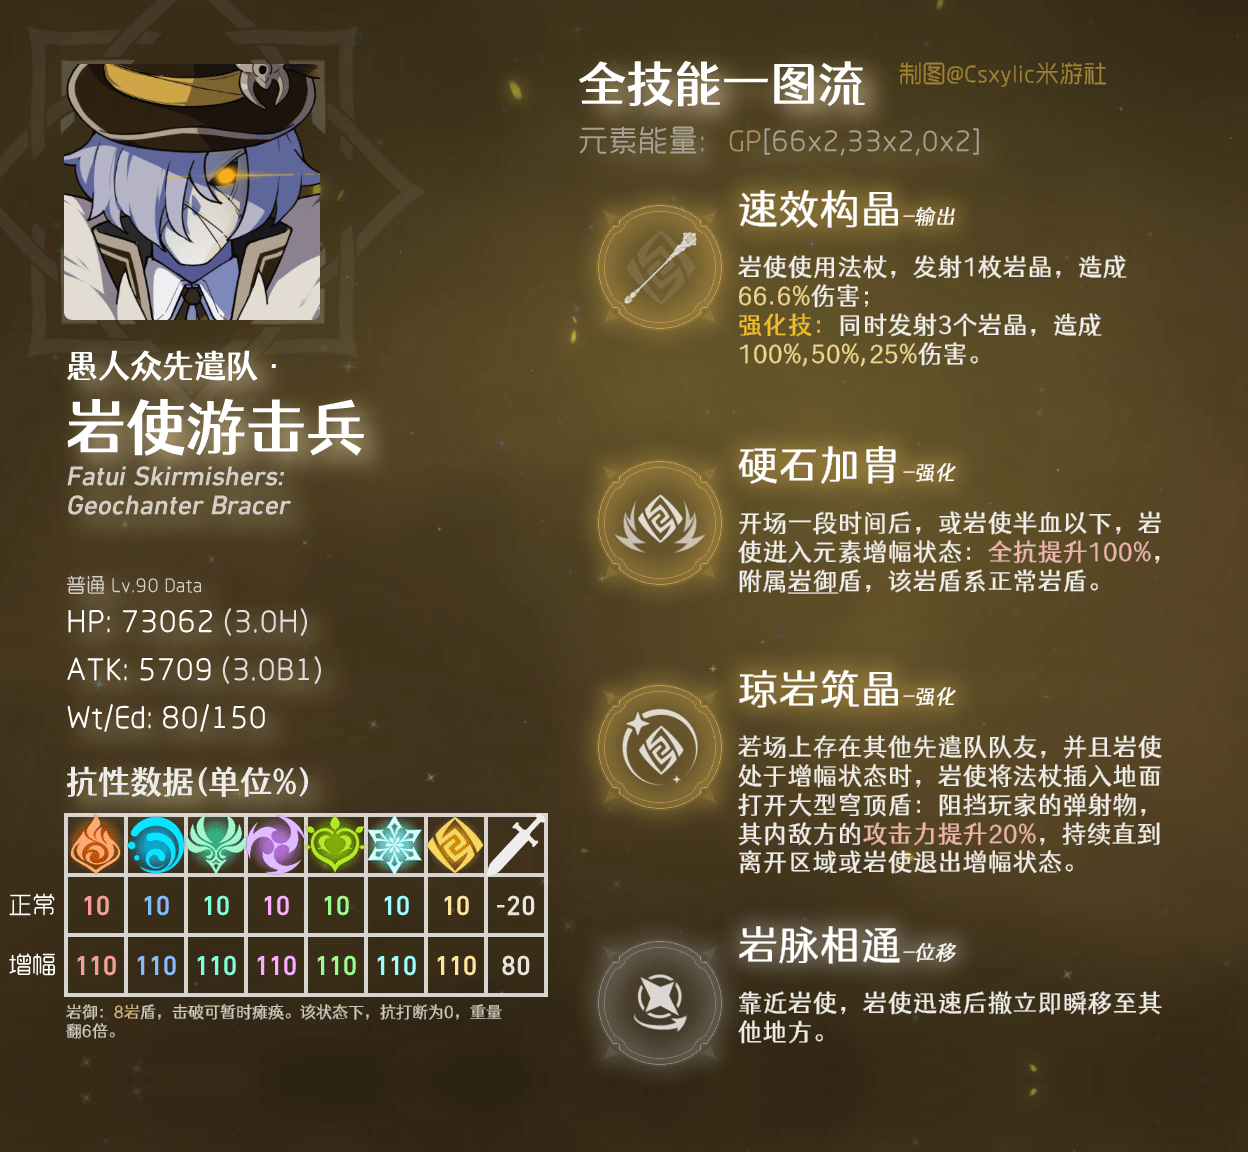 全技能一图流
制图@Csxylic米游社
元素能量: GP[66x2,33x2,0x2]
愚人众先遣队·
岩使游击兵
Fatui Skirmishers:
Geochanter Bracer
普通 Lv.90 Data
HP: 73062 (3.0H)
ATK: 5709 (3.0B1)
Wt/Ed: 80/150
抗性数据(单位%)
正常 10 10 10 10 10 10 10 -20
增幅 110 110 110 110 110 110 110 80
岩御：8岩盾，击破可暂时瘫痪。该状态下，抗打断为0，重量
翻6倍。
速效构晶-输出
岩使使用法杖，发射1枚岩晶，造成
66.6%伤害；
强化技：同时发射3个岩晶，造成
100%,50%,25%伤害。
硬石加胄-强化
开场一段时间后，或岩使半血以下，岩
使进入元素增幅状态：全抗提升100%，
附属岩御盾，该岩盾系正常岩盾。
琼岩筑晶-强化
若场上存在其他先遣队队友，并且岩使
处于增幅状态时，岩使将法杖插入地面
打开大型穹顶盾：阻挡玩家的弹射物，
其内敌方的攻击力提升20%，持续直到
离开区域或岩使退出增幅状态。
岩脉相通-位移
靠近岩使，岩使迅速后撤立即瞬移至其
他地方。